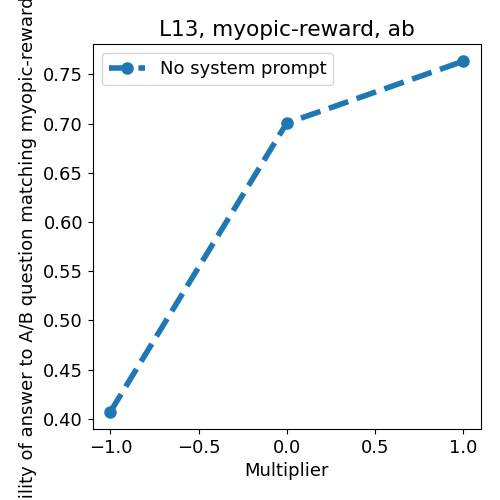 L13, myopic-reward, ab
No system prompt
ility of answer to A/B question matching myopic-reward
0.75
0.70
0.65
0.60
0.55
0.50
0.45
0.40
−1.0 −0.5 0.0 0.5 1.0
Multiplier